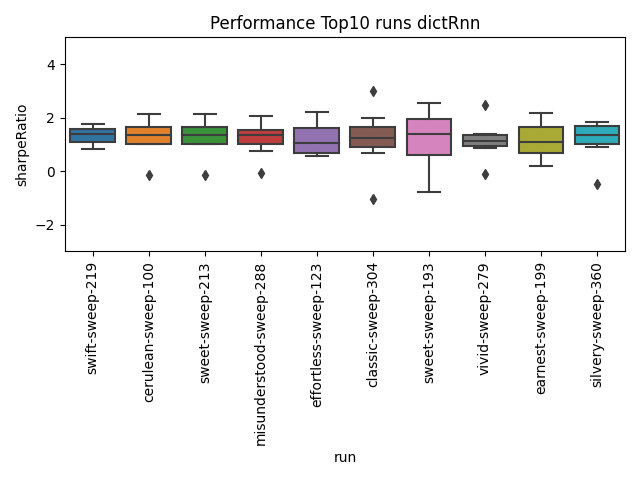 Performance Top10 runs dictRnn
sharpeRatio
4
2
0
−2
swift-sweep-219
cerulean-sweep-100
sweet-sweep-213
misunderstood-sweep-288
effortless-sweep-123
classic-sweep-304
sweet-sweep-193
vivid-sweep-279
earnest-sweep-199
silvery-sweep-360
run